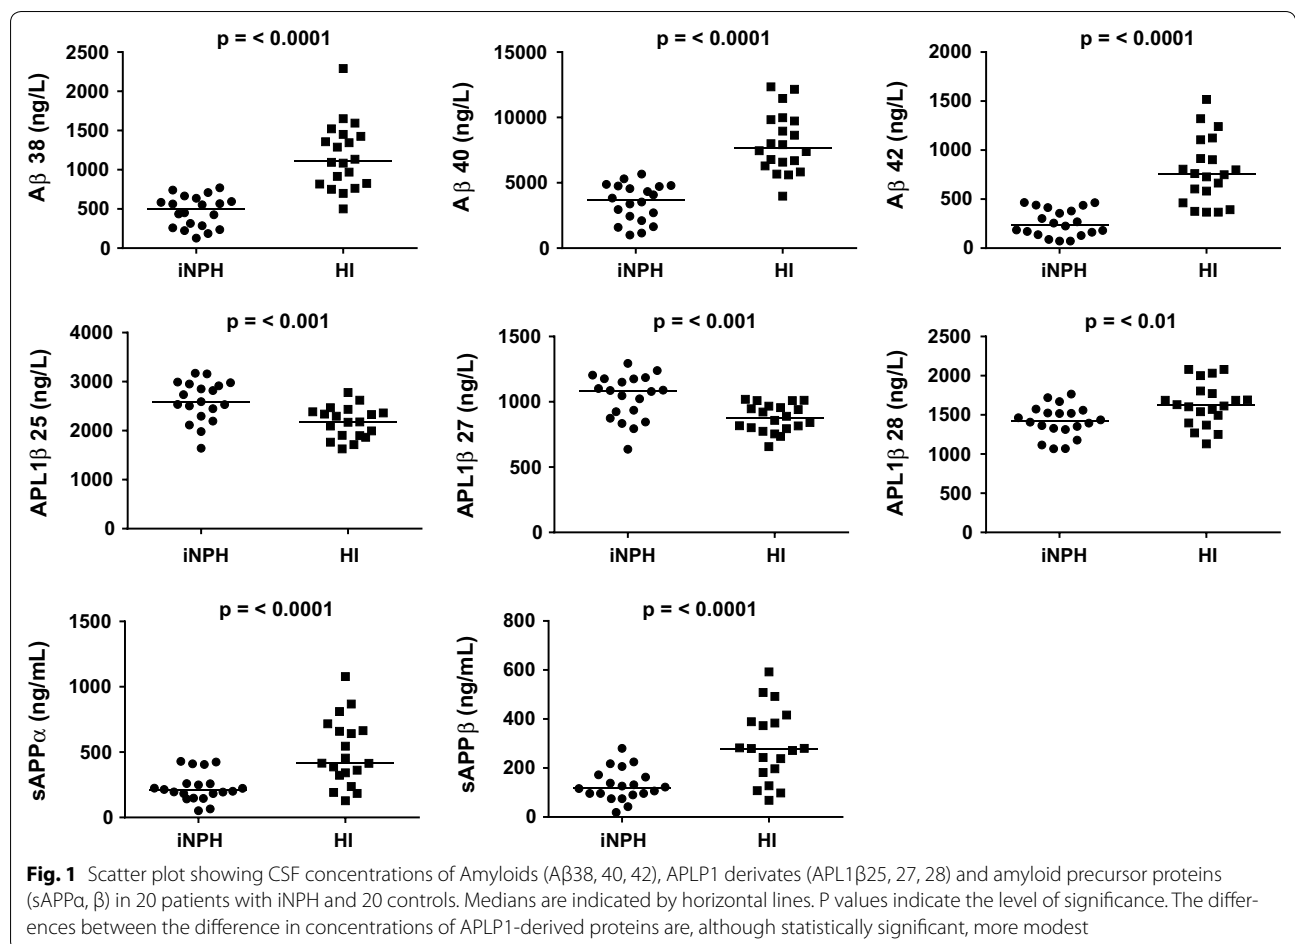 p = < 0.0001
Aβ 38 (ng/L)
2500
2000
1500
1000
500
0
iNPH HI
p = < 0.0001
Aβ 40 (ng/L)
15000
10000
5000
0
iNPH HI
p = < 0.0001
Aβ 42 (ng/L)
2000
1500
1000
500
0
iNPH HI
p = < 0.001
APL1β 25 (ng/L)
4000
3000
2000
1000
0
iNPH HI
p = < 0.001
APL1β 27 (ng/L)
1500
1000
500
0
iNPH HI
p = < 0.01
APL1β 28 (ng/L)
2500
2000
1500
1000
500
0
iNPH HI
p = < 0.0001
sAPPα (ng/mL)
1500
1000
500
0
iNPH HI
p = < 0.0001
sAPPβ (ng/mL)
800
600
400
200
0
iNPH HI
Fig. 1 Scatter plot showing CSF concentrations of Amyloids (Aβ38, 40, 42), APLP1 derivates (APL1β25, 27, 28) and amyloid precursor proteins
(sAPPα, β) in 20 patients with iNPH and 20 controls. Medians are indicated by horizontal lines. P values indicate the level of significance. The differ-
ences between the difference in concentrations of APLP1-derived proteins are, although statistically significant, more modest